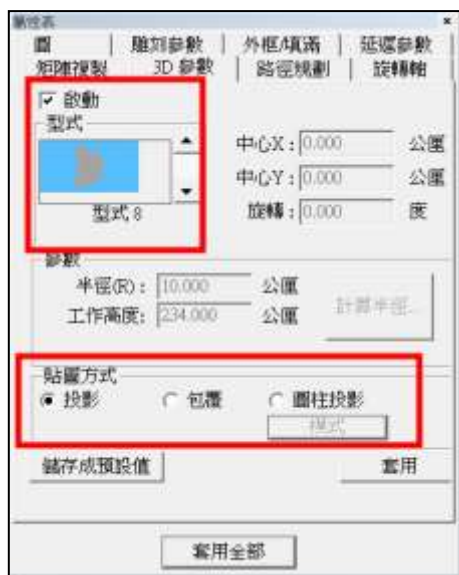 屬性表
圖 雕刻參數 外框/填滿 延遲參數
矩陣複製 3D 參數 路徑規劃 旋轉軸
啟動
型式
型式 8
中心X : 0.000 公厘
中心Y : 0.000 公厘
旋轉 : 0.000 度
參數
半徑(R) : 10.000 公厘
工作高度: 234.000 公厘
計算半徑...
貼圖方式
投影 包覆 圓柱投影
模式
儲存成預設值 套用
套用全部